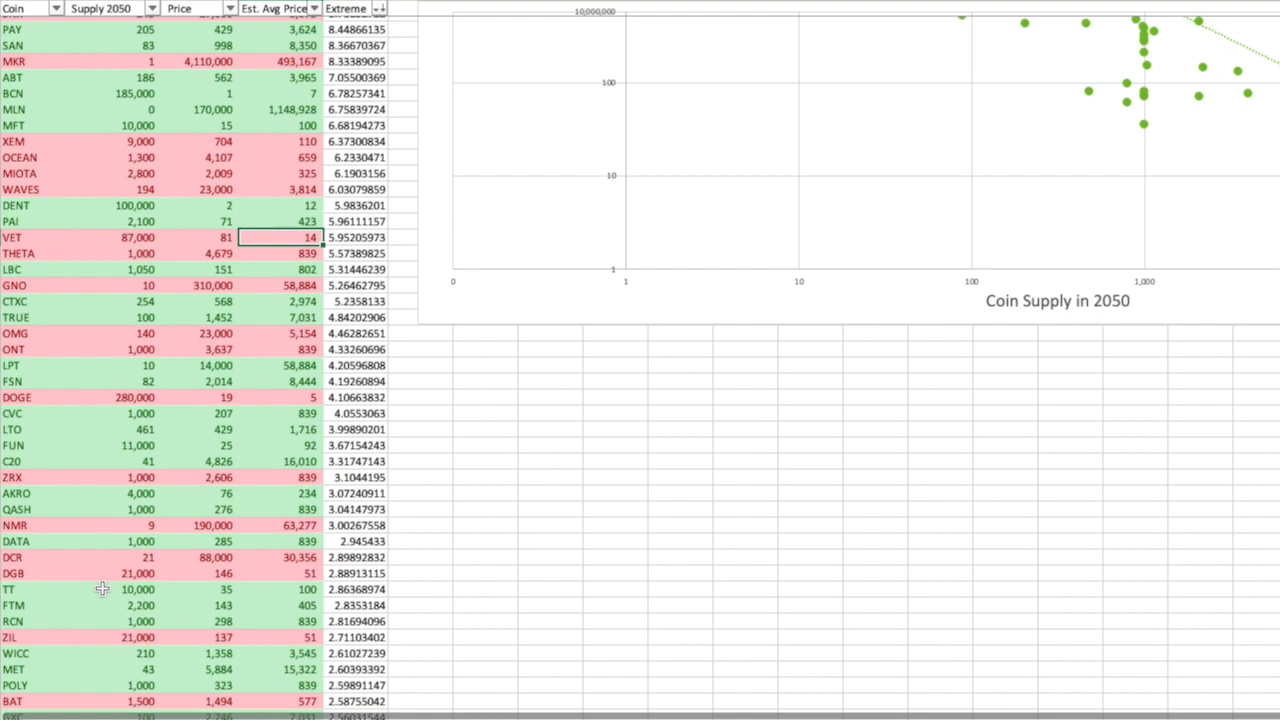 Coin Supply 2050 Price Est. Avg Price Extreme
PAY 205 429 3,624 8.44866135
SAN 83 998 8,350 8.36670367
MKR 1 4,110,000 493,167 8.33389095
ABT 186 562 3,965 7.05500369
BCN 185,000 1 7 6.78257341
MLN 0 170,000 1,148,928 6.75839724
MFT 10,000 15 100 6.68194273
XEM 9,000 704 110 6.37300834
OCEAN 1,300 4,107 659 6.2330471
MIOTA 2,800 2,009 325 6.1903156
WAVES 194 23,000 3,814 6.03079859
DENT 100,000 2 12 5.9836201
PAI 2,100 71 423 5.96111157
VET 87,000 81 14 5.95205973
THETA 1,000 4,679 839 5.57389825
LBC 1,050 151 802 5.31446239
GNO 10 310,000 58,884 5.26462795
CTXC 254 568 2,974 5.2358133
TRUE 100 1,452 7,031 4.84202906
OMG 140 23,000 5,154 4.46282651
ONT 1,000 3,637 839 4.33260696
LPT 10 14,000 58,884 4.20596808
FSN 82 2,014 8,444 4.19260894
DOGE 280,000 19 5 4.10663832
CVC 1,000 207 839 4.0553063
LTO 461 429 1,716 3.99890201
FUN 11,000 25 92 3.67154243
C20 41 4,826 16,010 3.31747143
ZRX 1,000 2,606 839 3.1044195
AKRO 4,000 76 234 3.07240911
QASH 1,000 276 839 3.04147973
NMR 9 190,000 63,277 3.00267558
DATA 1,000 285 839 2.945433
DCR 21 88,000 30,356 2.89892832
DGB 21,000 146 51 2.88913115
TT 10,000 35 100 2.86368974
FTM 2,200 143 405 2.8353184
RCN 1,000 298 839 2.81694096
ZIL 21,000 137 51 2.71103402
WICC 210 1,358 3,545 2.61027239
MET 43 5,884 15,322 2.60393392
POLY 1,000 323 839 2.59891147
BAT 1,500 1,494 577 2.58755042
GXC 100 2,746 7,031 2.56031544
10,000,000
100
10
1
0 1 10 100 1,000
Coin Supply in 2050